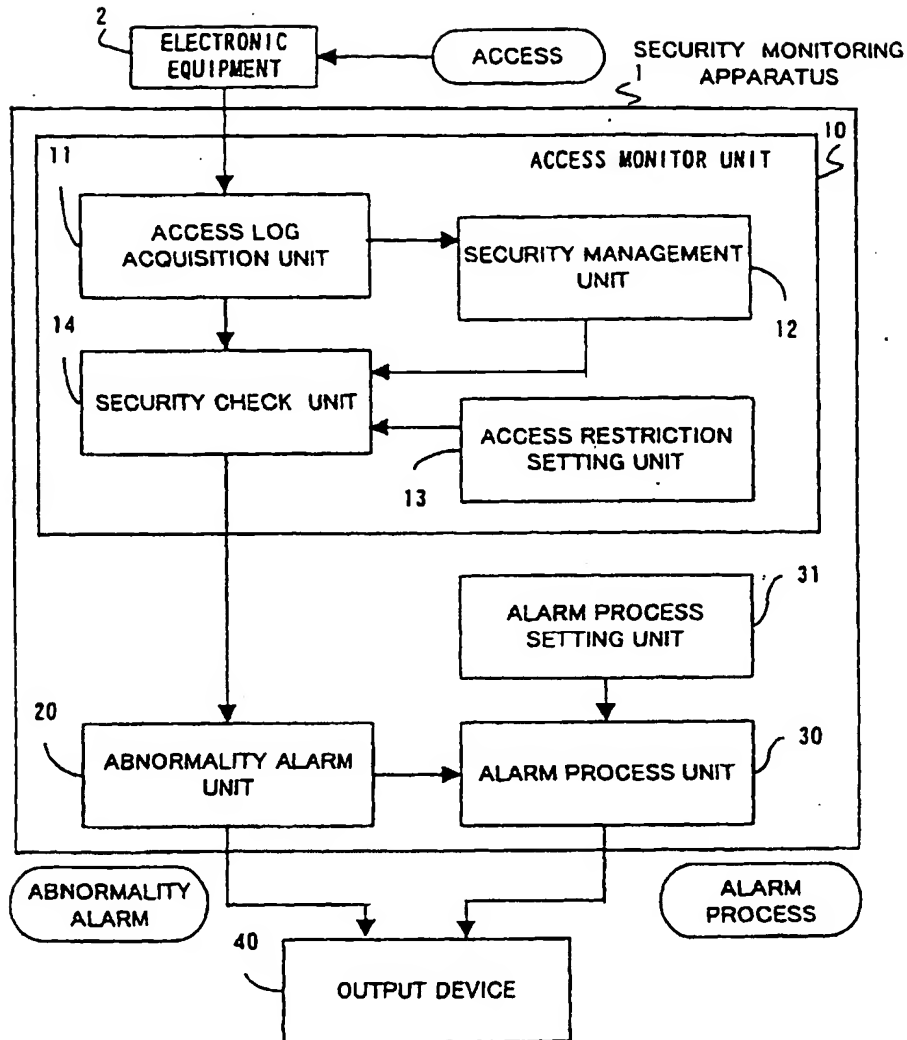 2
ELECTRONIC
EQUIPMENT
ACCESS
SECURITY MONITORING
APPARATUS
1
10
ACCESS MONITOR UNIT
11
ACCESS LOG
ACQUISITION UNIT
SECURITY MANAGEMENT
UNIT
12
14
SECURITY CHECK UNIT
ACCESS RESTRICTION
SETTING UNIT
13
31
ALARM PROCESS
SETTING UNIT
20
ABNORMALITY ALARM
UNIT
30
ALARM PROCESS UNIT
ABNORMALITY
ALARM
ALARM
PROCESS
40
OUTPUT DEVICE